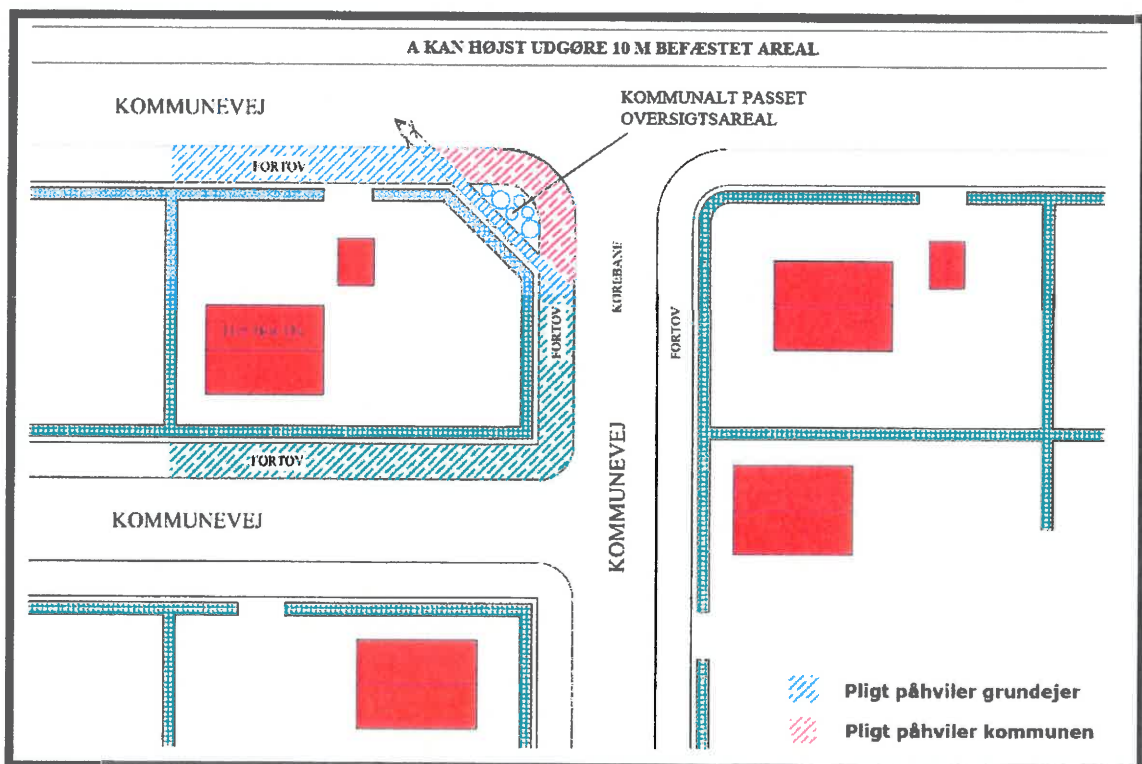 A KAN HØJST UDGØRE 10 M BEFÆSTET AREAL
KOMMUNEVEJ
KOMMUNALT PASSET
OVERSIGTSAREAL
FORTOV
KØREBANE
FORTOV
FORTOV
KOMMUNEVEJ
FORTOV
KOMMUNEVEJ
Pligt påhviler grundejer
Pligt påhviler kommunen